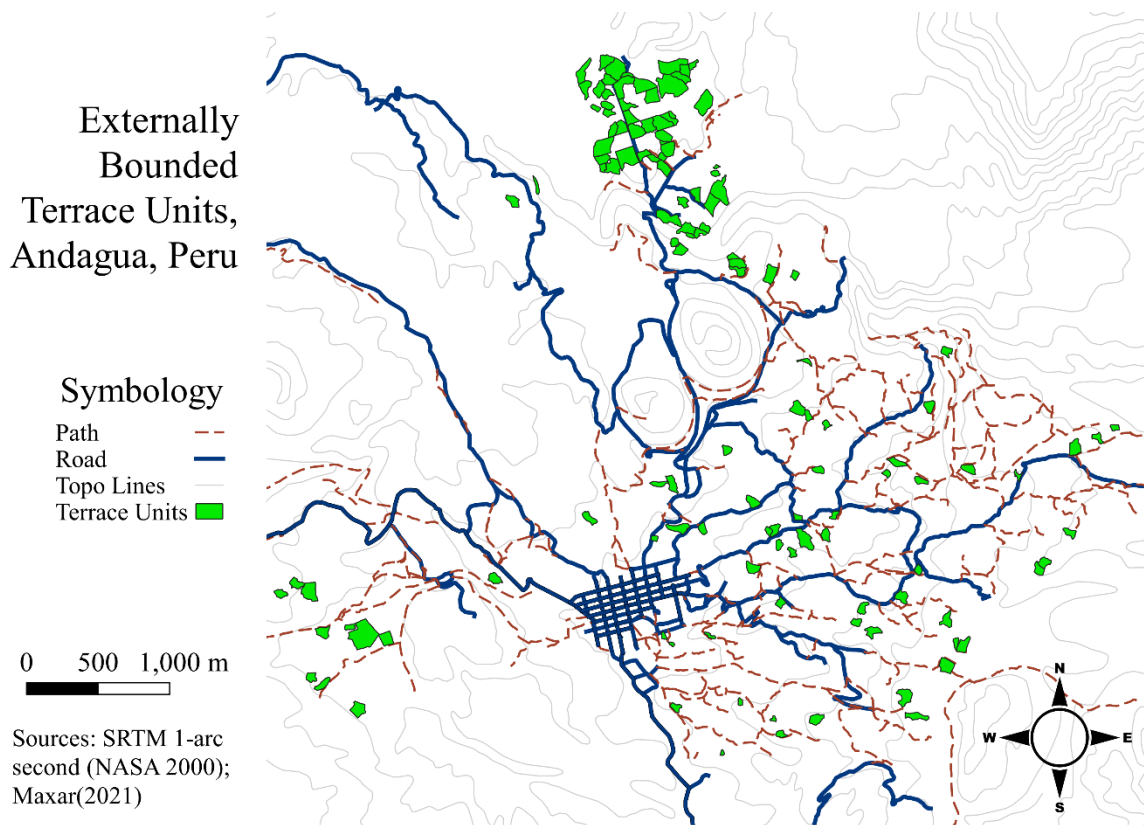 Externally
Bounded
Terrace Units,
Andagua, Peru
Symbology
Path
Road
Topo Lines
Terrace Units
0 500 1,000 m
Sources: SRTM 1-arc
second (NASA 2000);
Maxar(2021)
N
W E
S